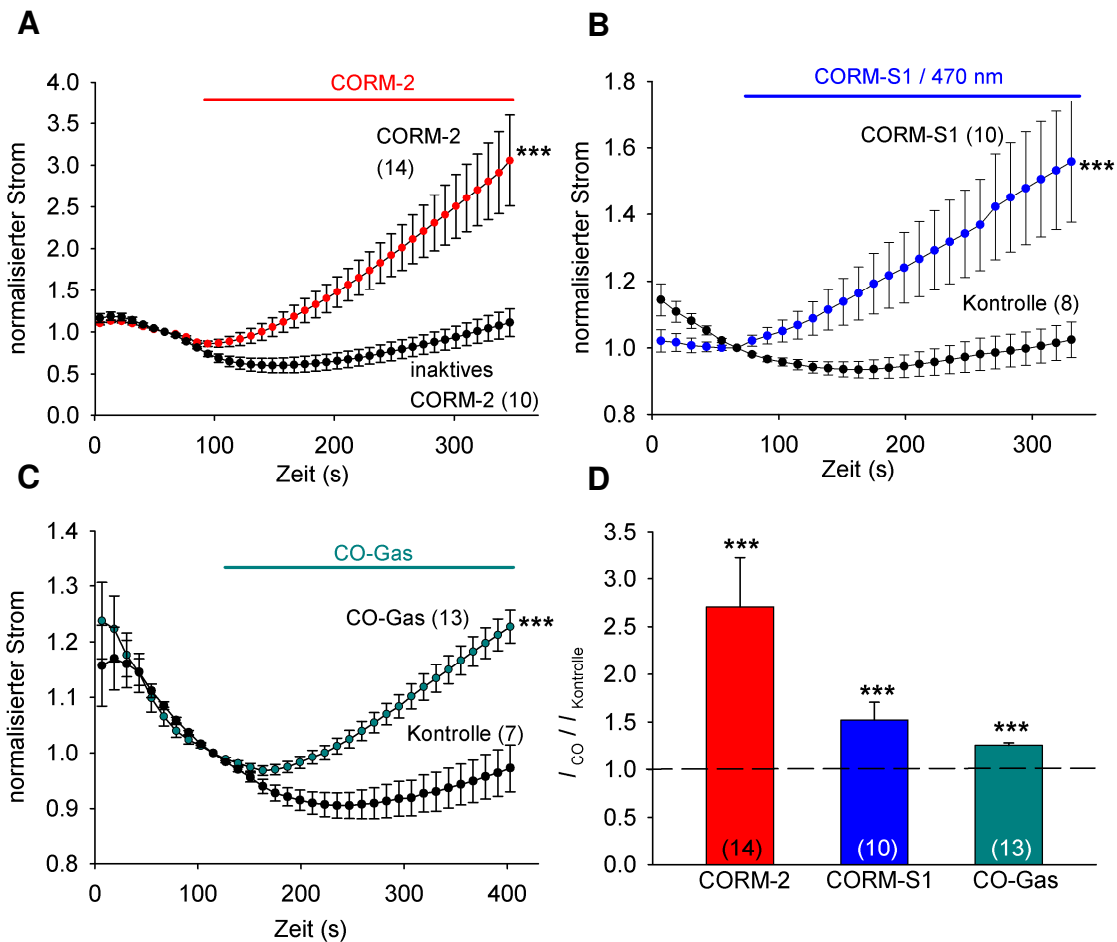 A
CORM-2
CORM-2
(14)
***
inaktives
CORM-2 (10)
normalisierter Strom
4.0
3.5
3.0
2.5
2.0
1.5
1.0
0.5
0.0
0
100
200
300
Zeit (s)
B
CORM-S1 / 470 nm
CORM-S1 (10)
***
Kontrolle (8)
normalisierter Strom
1.8
1.6
1.4
1.2
1.0
0.8
0
100
200
300
Zeit (s)
C
CO-Gas
CO-Gas (13)
***
Kontrolle (7)
normalisierter Strom
1.4
1.3
1.2
1.1
1.0
0.9
0.8
0
100
200
300
400
Zeit (s)
D
I CO / I Kontrolle
3.5
3.0
2.5
2.0
1.5
1.0
0.5
0.0
***
***
***
(14)
(10)
(13)
CORM-2
CORM-S1
CO-Gas